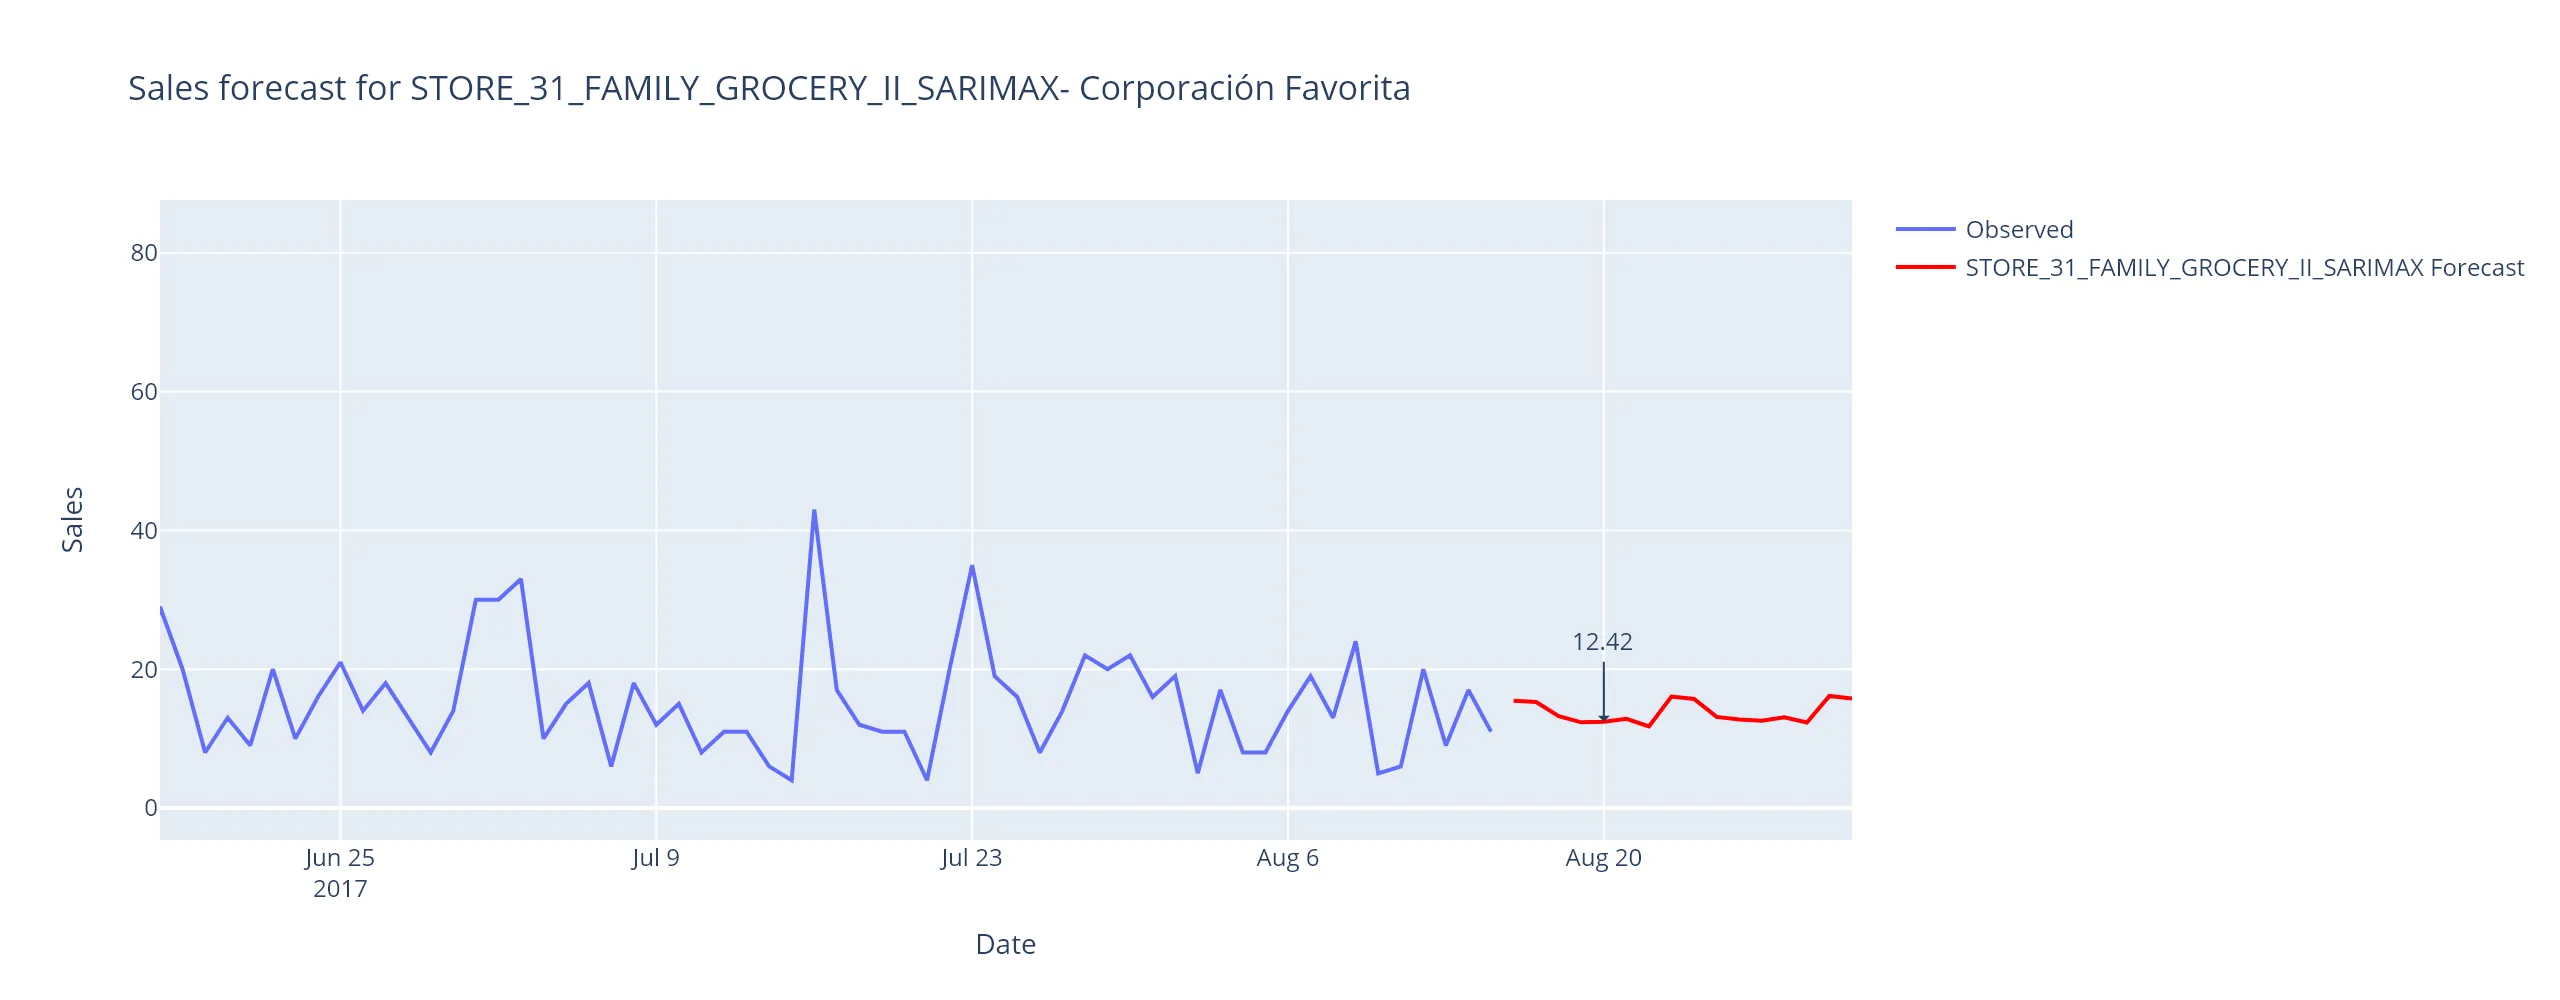 Sales forecast for STORE_31_FAMILY_GROCERY_II_SARIMAX- Corporación Favorita
Observed
STORE_31_FAMILY_GROCERY_II_SARIMAX Forecast
80
60
40
20
0
Sales
12.42
Jun 25
2017
Jul 9
Jul 23
Aug 6
Aug 20
Date